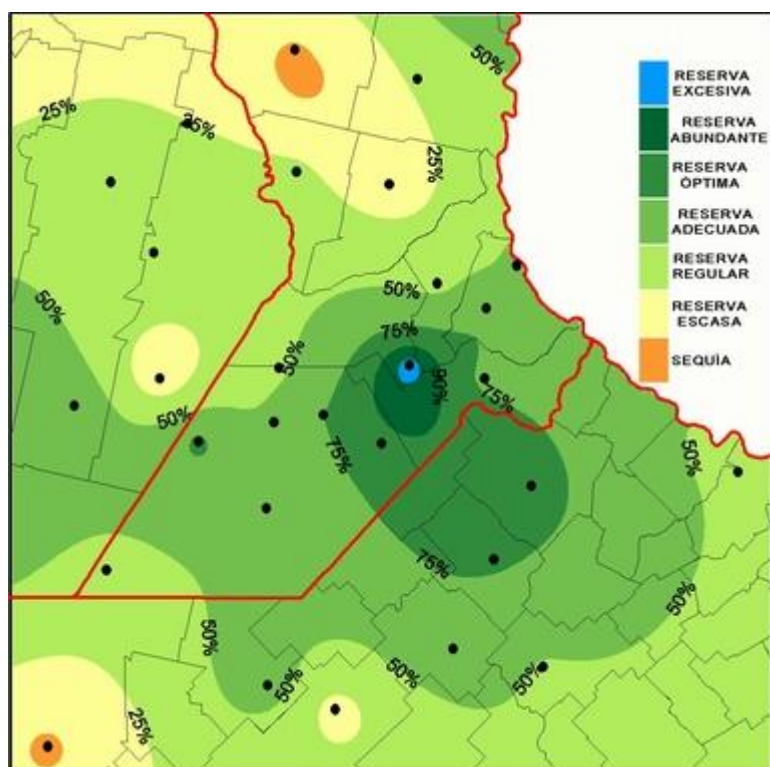 50%
RESERVA
EXCESIVA
RESERVA
ABUNDANTE
RESERVA
ÓPTIMA
RESERVA
ADECUADA
RESERVA
REGULAR
RESERVA
ESCASA
SEQUÌA
25%
25%
25%
50%
50%
75%
50%
90%
75%
50%
75%
50%
75%
50%
50%
50%
50%
50%
25%